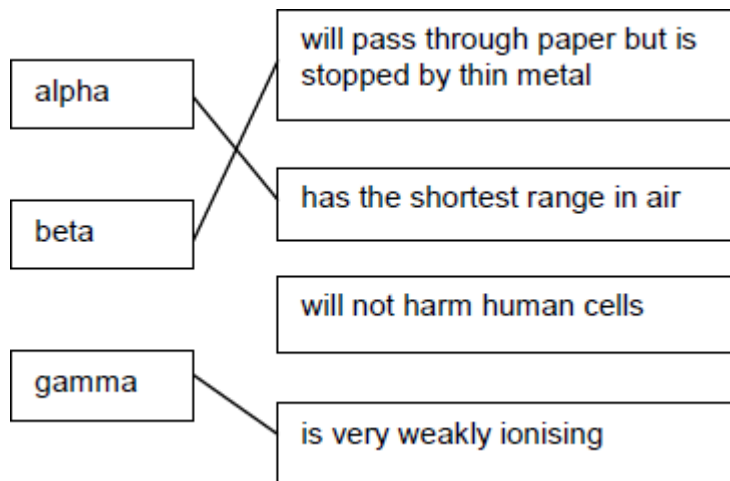 will pass through paper but is
stopped by thin metal
alpha
has the shortest range in air
beta
will not harm human cells
gamma
is very weakly ionising